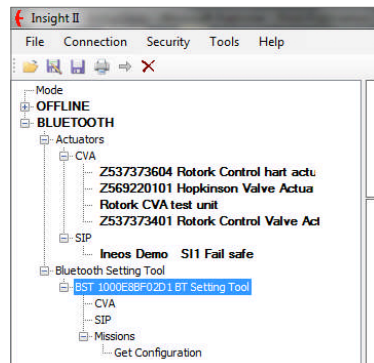 Insight II
File Connection Security Tools Help
Mode
OFFLINE
BLUETOOTH
Actuators
CVA
Z537373604 Rotork Control hart actu
Z569220101 Hopkinson Valve Actua
Rotork CVA test unit
Z537373401 Rotork Control Valve Act
SIP
Ineos Demo SI1 Fail safe
Bluetooth Setting Tool
BST 1000E8BF02D1 BT Setting Tool
CVA
SIP
Missions
Get Configuration